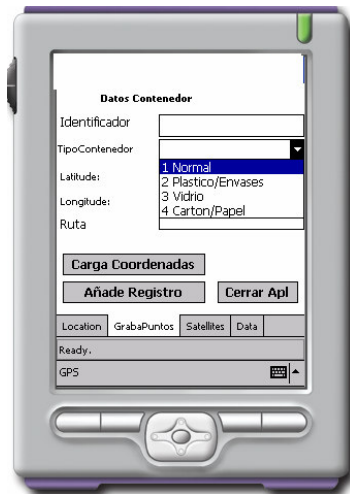 Datos Contenedor
Identificador
TipoContenedor
1 Normal
2 Plastico/Envases
3 Vidrio
4 Carton/Papel
Latitude:
Longitude:
Ruta
Carga Coordenadas
Añade Registro
Cerrar Apl
Location GrabaPuntos Satellites Data
Ready.
GPS